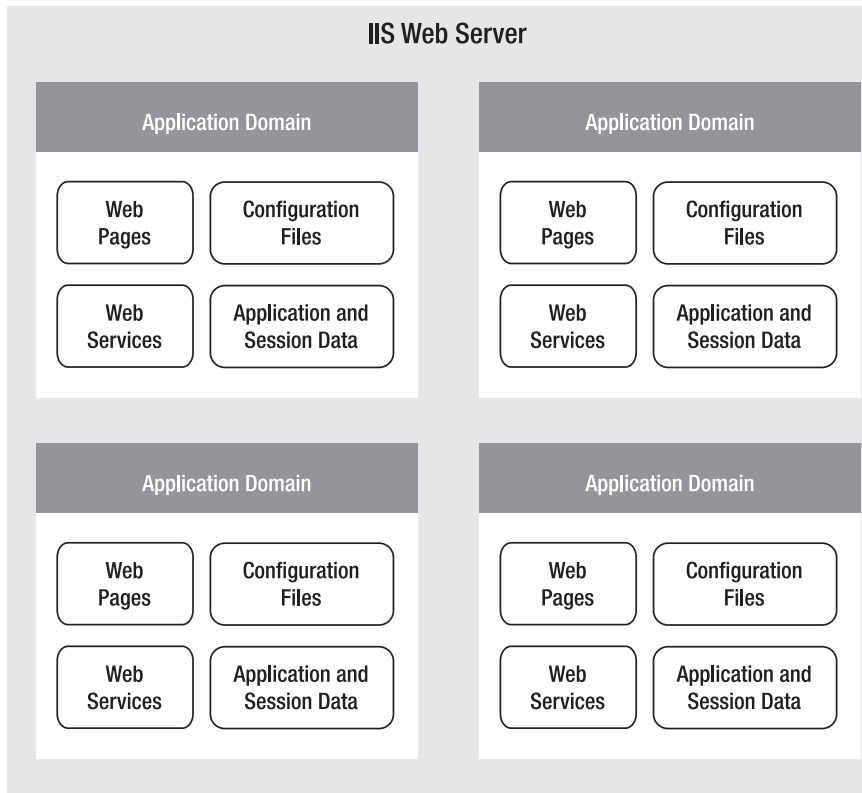 IIS Web Server
Application Domain
Web
Pages
Configuration
Files
Web
Services
Application and
Session Data
Application Domain
Web
Pages
Configuration
Files
Web
Services
Application and
Session Data
Application Domain
Web
Pages
Configuration
Files
Web
Services
Application and
Session Data
Application Domain
Web
Pages
Configuration
Files
Web
Services
Application and
Session Data